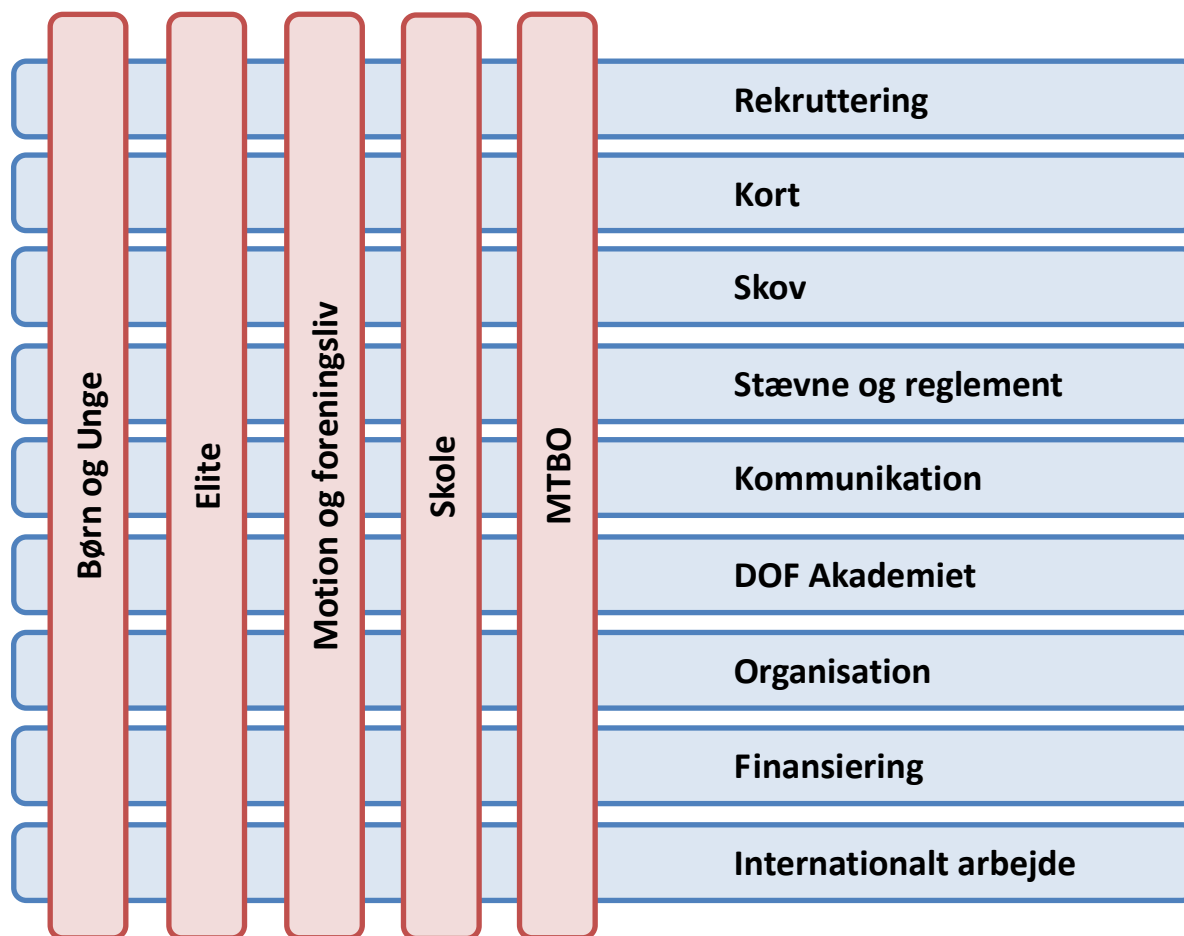 Børn og Unge
Elite
Motion og foreningsliv
Skole
MTBO
Rekruttering
Kort
Skov
Stævne og reglement
Kommunikation
DOF Akademiet
Organisation
Finansiering
Internationalt arbejde